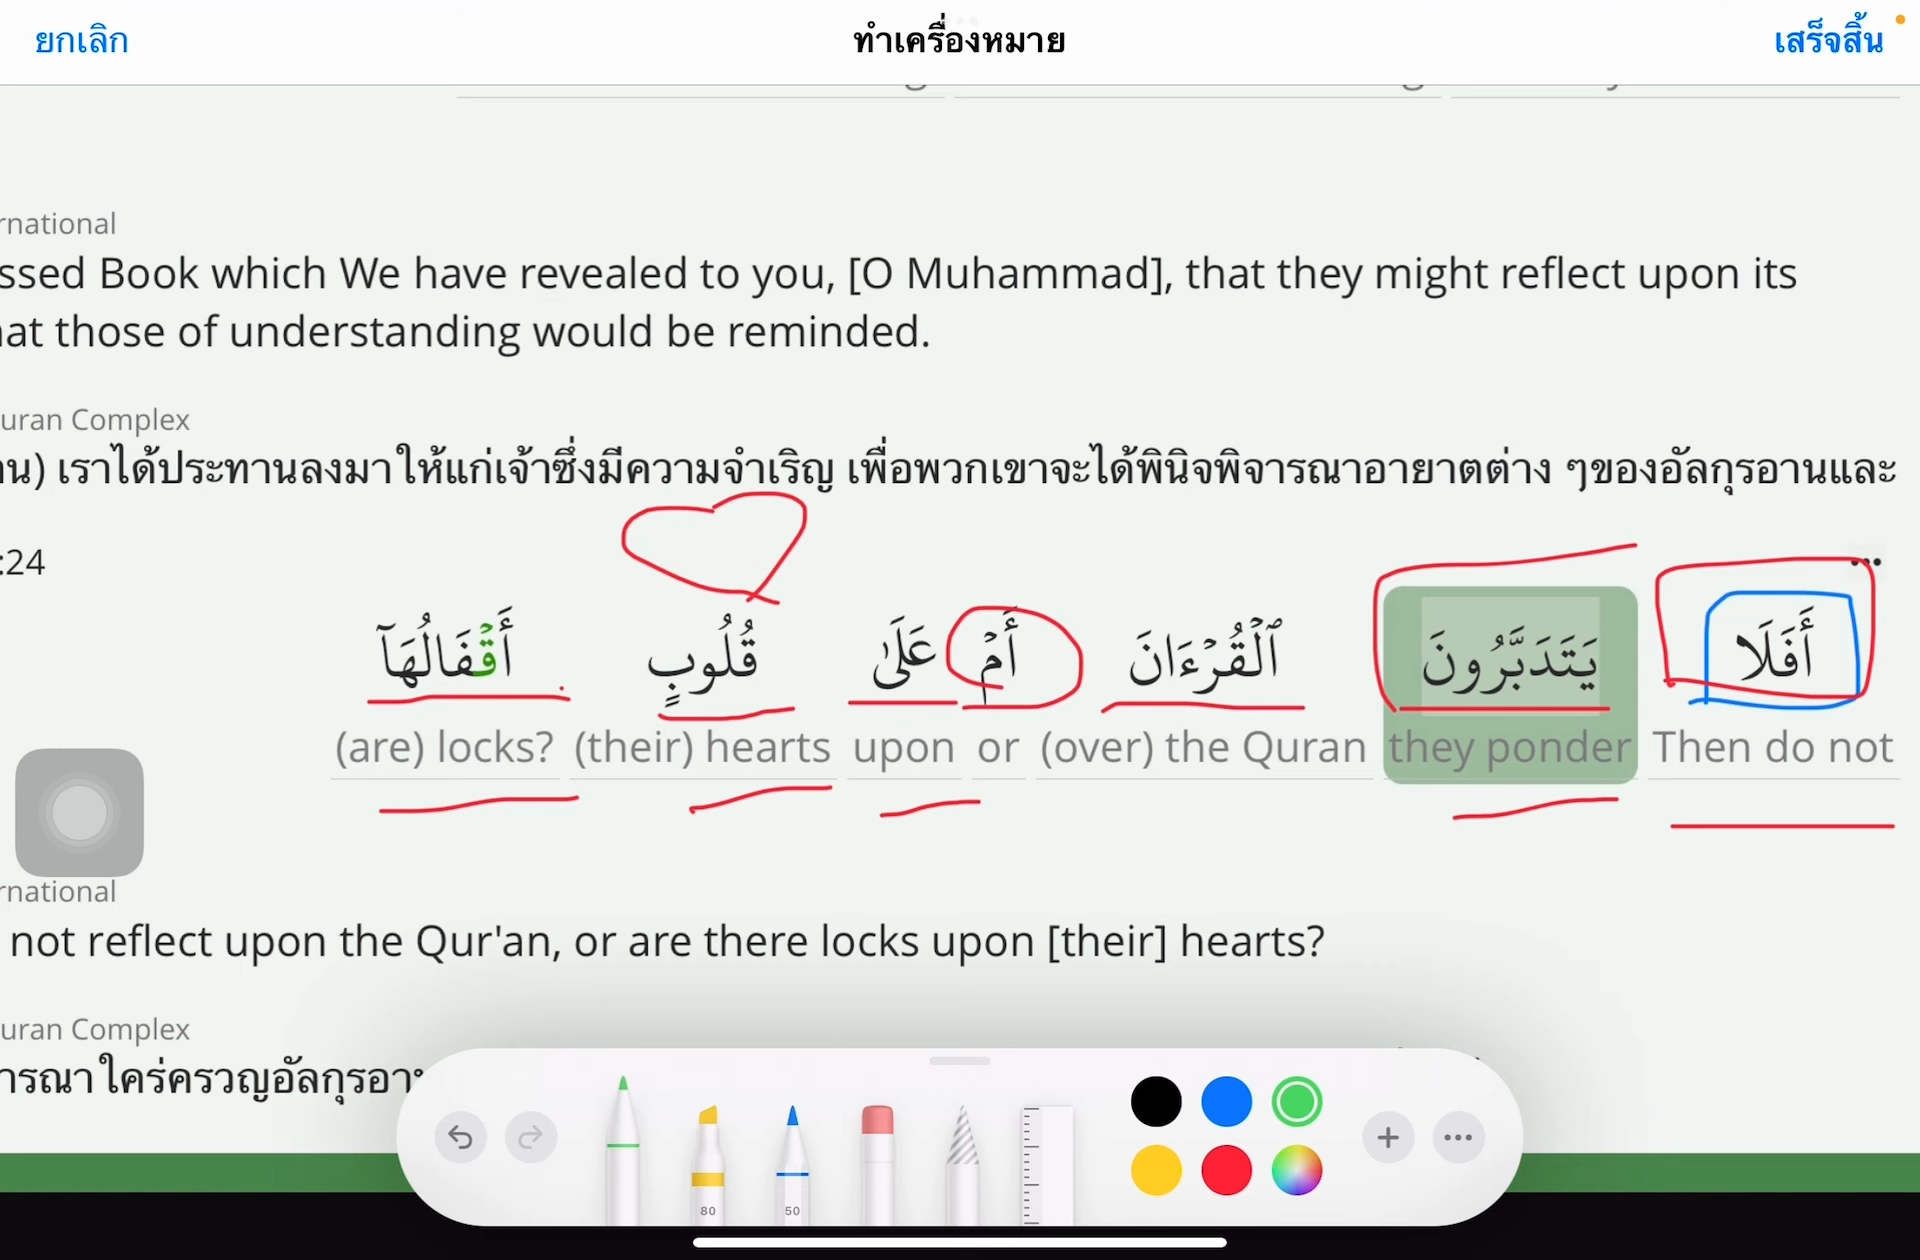 ยกเลิก ทำเครื่องหมาย เสร็จสิ้น
rnational
ssed Book which We have revealed to you, [O Muhammad], that they might reflect upon its
at those of understanding would be reminded.
uran Complex
าน) เราได้ประทานลงมาให้แก่เจ้าซึ่งมีความจำเริญ เพื่อพวกเขาจะได้พินิจพิจารณาอายาตต่าง ๆของอัลกุรอานและ
:24
أَفَلَا يَتَدَبَّرُونَ ٱلْقُرْءَانَ أَمْ عَلَىٰ قُلُوبٍ أَقْفَالُهَآ
(are) locks? (their) hearts upon or (over) the Quran they ponder Then do not
rnational
not reflect upon the Qur'an, or are there locks upon [their] hearts?
uran Complex
ารณาใคร่ครวญอัลกุรอา
80 50